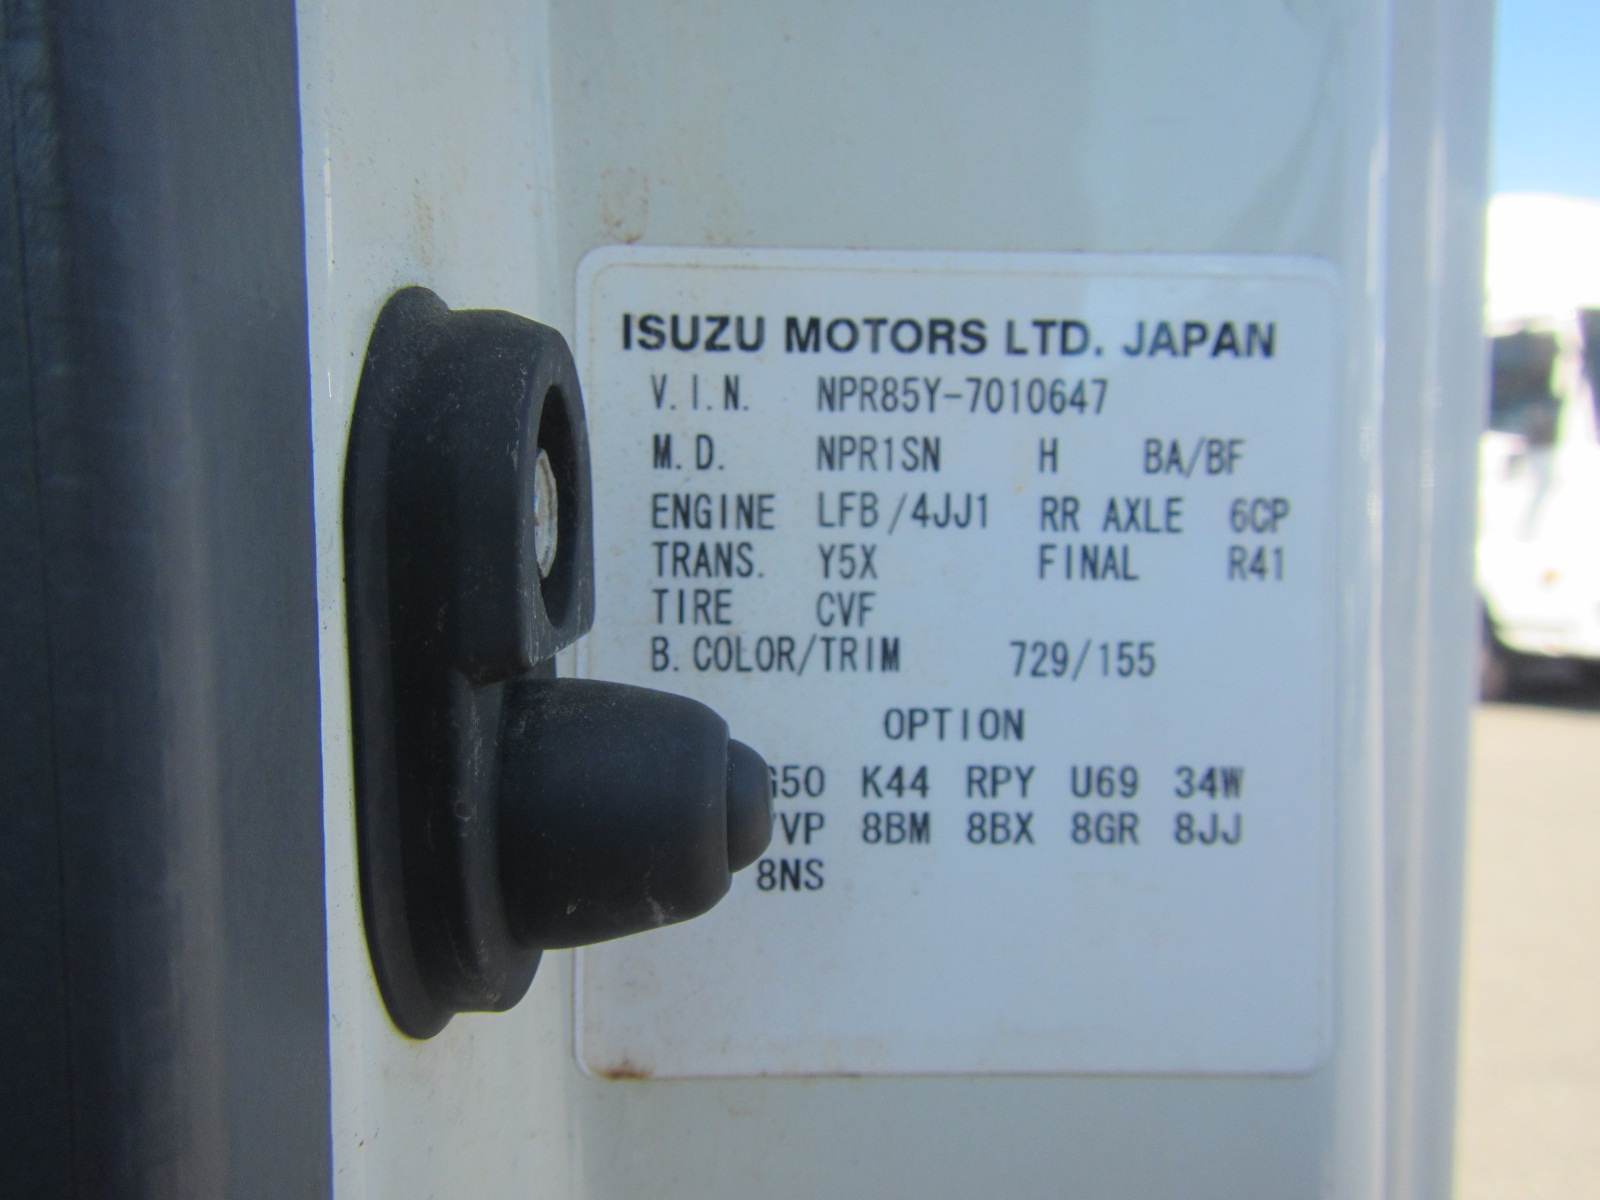 ISUZU MOTORS LTD. JAPAN
V.I.N. NPR85Y-7010647
M.D. NPR1SN H BA/BF
ENGINE LFB/4JJ1 RR AXLE 6CP
TRANS. Y5X FINAL R41
TIRE CVF
B.COLOR/TRIM 729/155
OPTION
K44 RPY U69 34W
8BM 8BX 8GR 8JJ
8NS